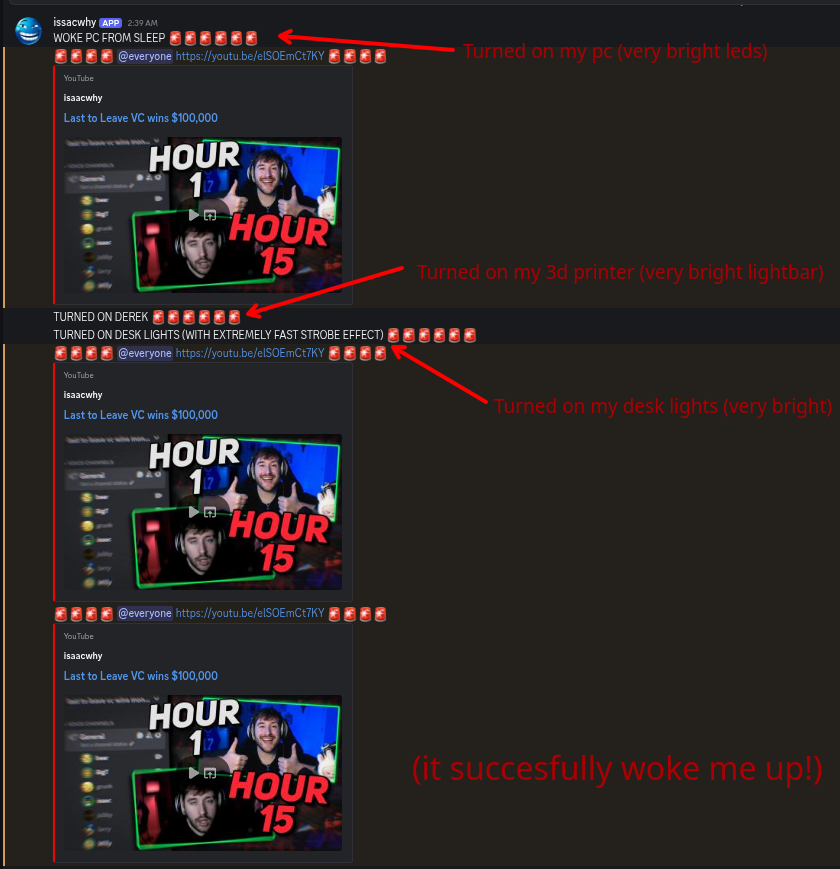 issacwhy APP 2:39 AM
WOKE PC FROM SLEEP
Turned on my pc (very bright leds)
@everyone https://youtu.be/elSOEmCt7KY
YouTube
isaacwhy
Last to Leave VC wins $100,000
HOUR
1
General
HOUR
15
Turned on my 3d printer (very bright lightbar)
TURNED ON DEREK
TURNED ON DESK LIGHTS (WITH EXTREMELY FAST STROBE EFFECT)
@everyone https://youtu.be/elSOEmCt7KY
YouTube
isaacwhy
Turned on my desk lights (very bright)
Last to Leave VC wins $100,000
HOUR
1
General
HOUR
15
@everyone https://youtu.be/elSOEmCt7KY
YouTube
isaacwhy
Last to Leave VC wins $100,000
HOUR
1
General
(it succesfully woke me up!)
HOUR
15